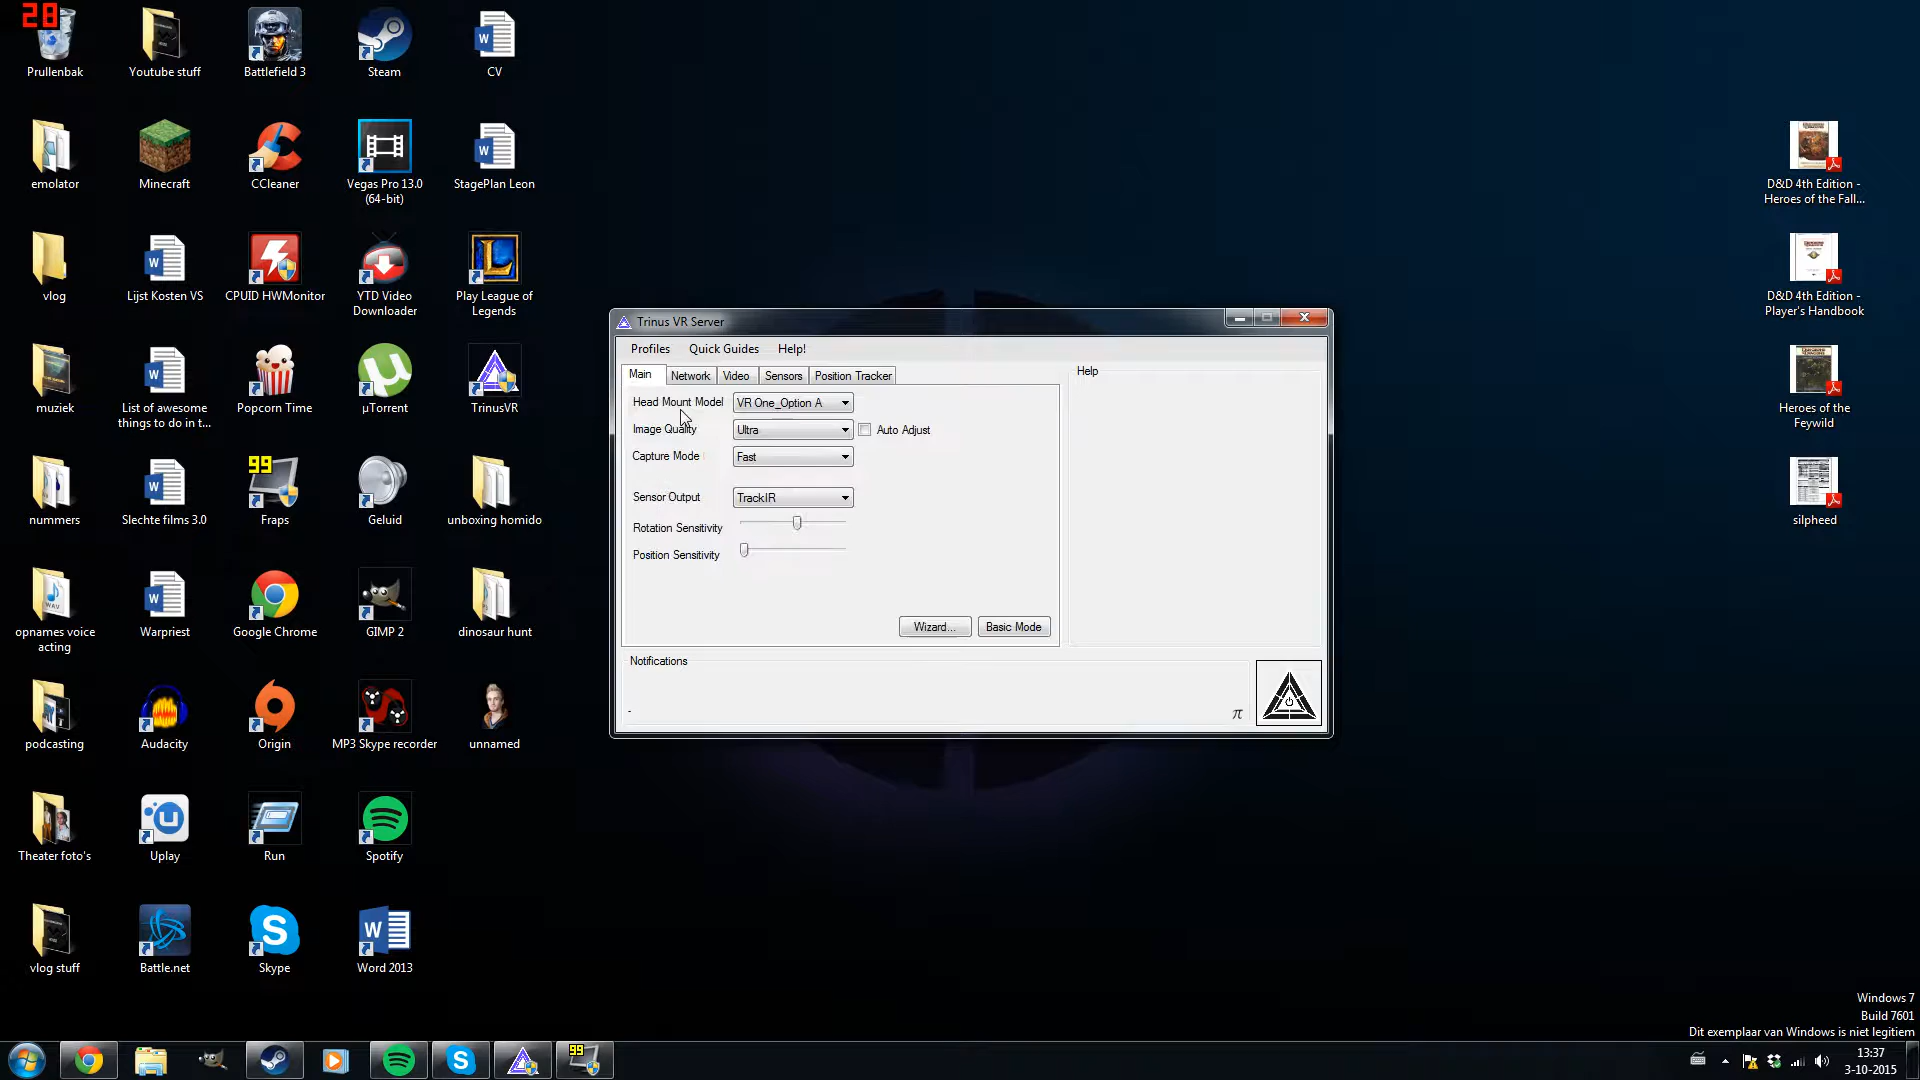 28
Prullenbak
Youtube stuff
Battlefield 3
Steam
CV
emolator
Minecraft
CCleaner
Vegas Pro 13.0
(64-bit)
StagePlan Leon
vlog
Lijst Kosten VS
CPUID HWMonitor
YTD Video
Downloader
Play League of
Legends
muziek
List of awesome
things to do in t...
Popcorn Time
µTorrent
TrinusVR
nummers
Slechte films 3.0
99
Fraps
Geluid
unboxing homido
opnames voice
acting
Warpriest
Google Chrome
GIMP 2
dinosaur hunt
podcasting
Audacity
Origin
MP3 Skype recorder
unnamed
Theater foto's
Uplay
Run
Spotify
vlog stuff
Battle.net
Skype
Word 2013
Trinus VR Server
Profiles Quick Guides Help!
Main Network Video Sensors Position Tracker
Head Mount Model VR One_Option A
Image Quality Ultra Auto Adjust
Capture Mode Fast
Sensor Output TrackIR
Rotation Sensitivity
Position Sensitivity
Wizard... Basic Mode
Help
Notifications
-
π
D&D 4th Edition -
Heroes of the Fall...
D&D 4th Edition -
Player's Handbook
Heroes of the
Feywild
silpheed
Windows 7
Build 7601
Dit exemplaar van Windows is niet legitiem
99
13:37
3-10-2015